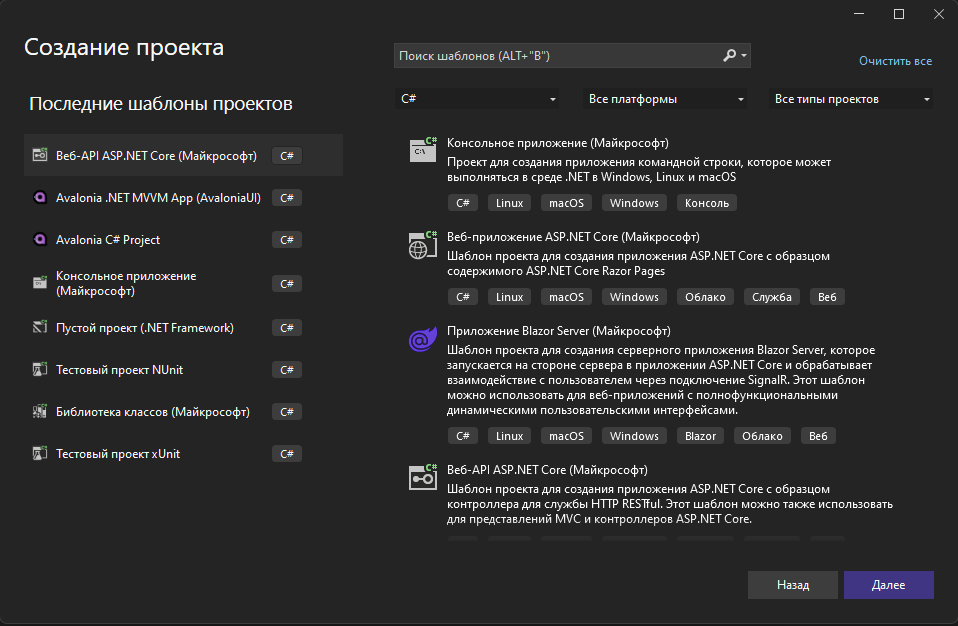 Создание проекта
Последние шаблоны проектов
Веб-API ASP.NET Core (Майкрософт) C#
Avalonia .NET MVVM App (AvaloniaUI) C#
Avalonia C# Project C#
Консольное приложение
(Майкрософт) C#
Пустой проект (.NET Framework) C#
Тестовый проект NUnit C#
Библиотека классов (Майкрософт) C#
Тестовый проект xUnit C#
Поиск шаблонов (ALT+"В")
Очистить все
C# Все платформы Все типы проектов
Консольное приложение (Майкрософт)
Проект для создания приложения командной строки, которое может
выполняться в среде .NET в Windows, Linux и macOS
C# Linux macOS Windows Консоль
Веб-приложение ASP.NET Core (Майкрософт)
Шаблон проекта для создания приложения ASP.NET Core с образцом
содержимого ASP.NET Core Razor Pages
C# Linux macOS Windows Облако Служба Веб
Приложение Blazor Server (Майкрософт)
Шаблон проекта для создания серверного приложения Blazor Server, которое
запускается на стороне сервера в приложении ASP.NET Core и обрабатывает
взаимодействие с пользователем через подключение SignalR. Этот шаблон
можно использовать для веб-приложений с полнофункциональными
динамическими пользовательскими интерфейсами.
C# Linux macOS Windows Blazor Облако Веб
Веб-API ASP.NET Core (Майкрософт)
Шаблон проекта для создания приложения ASP.NET Core с образцом
контроллера для службы HTTP RESTful. Этот шаблон можно также использовать
для представлений MVC и контроллеров ASP.NET Core.
Назад Далее